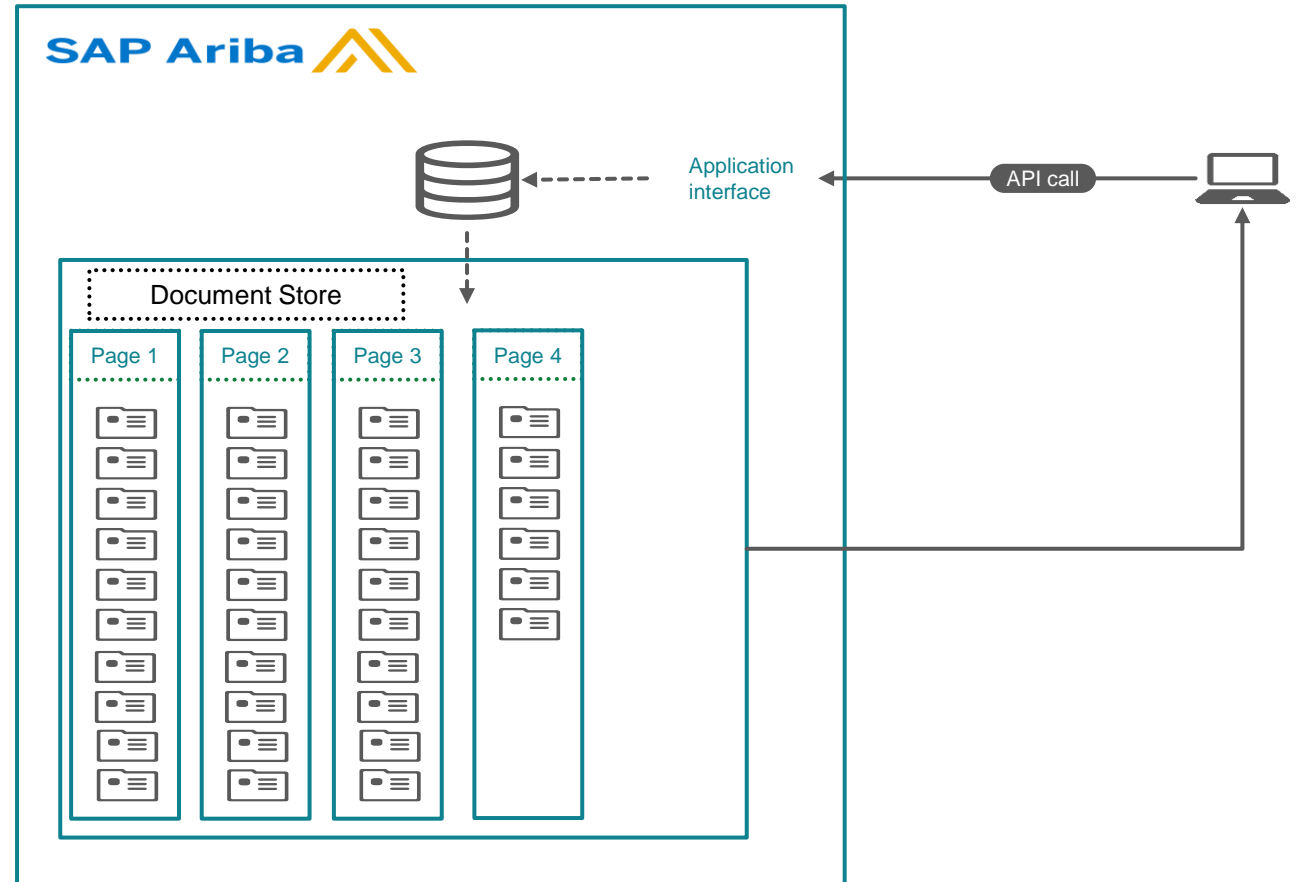 SAP Ariba
Application
interface
API call
Document Store
Page 1
Page 2
Page 3
Page 4